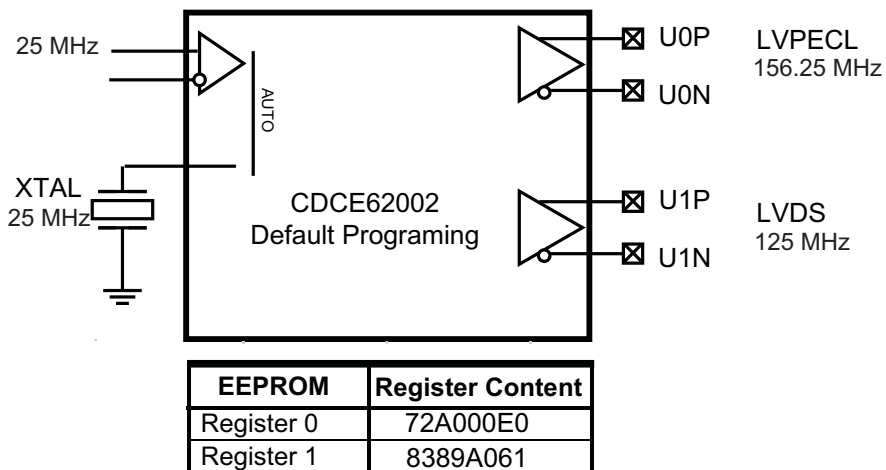 25 MHz
AUTO
XTAL
25 MHz
CDCE62002
Default Programing
U0P
U0N
LVPECL
156.25 MHz
U1P
U1N
LVDS
125 MHz
EEPROM Register Content
Register 0 72A000E0
Register 1 8389A061